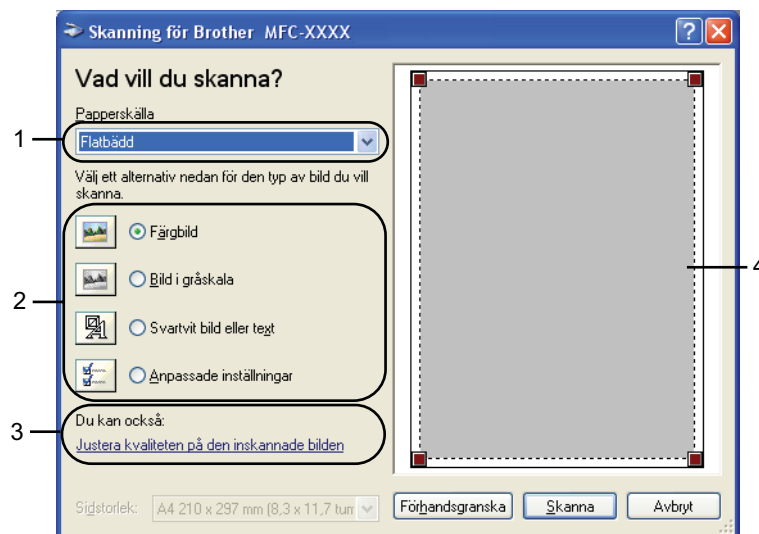 Skanning för Brother MFC-XXXX
Vad vill du skanna?
Papperskälla
1
Flatbädd
Välj ett alternativ nedan för den typ av bild du vill
skanna.
Färgbild
Bild i gråskala
2
Svartvit bild eller text
Anpassade inställningar
3
Du kan också:
Justera kvaliteten på den inskannade bilden
4
Sidstorlek:
A4 210 x 297 mm (8,3 x 11,7 tum
Förhandsgranska
Skanna
Avbryt